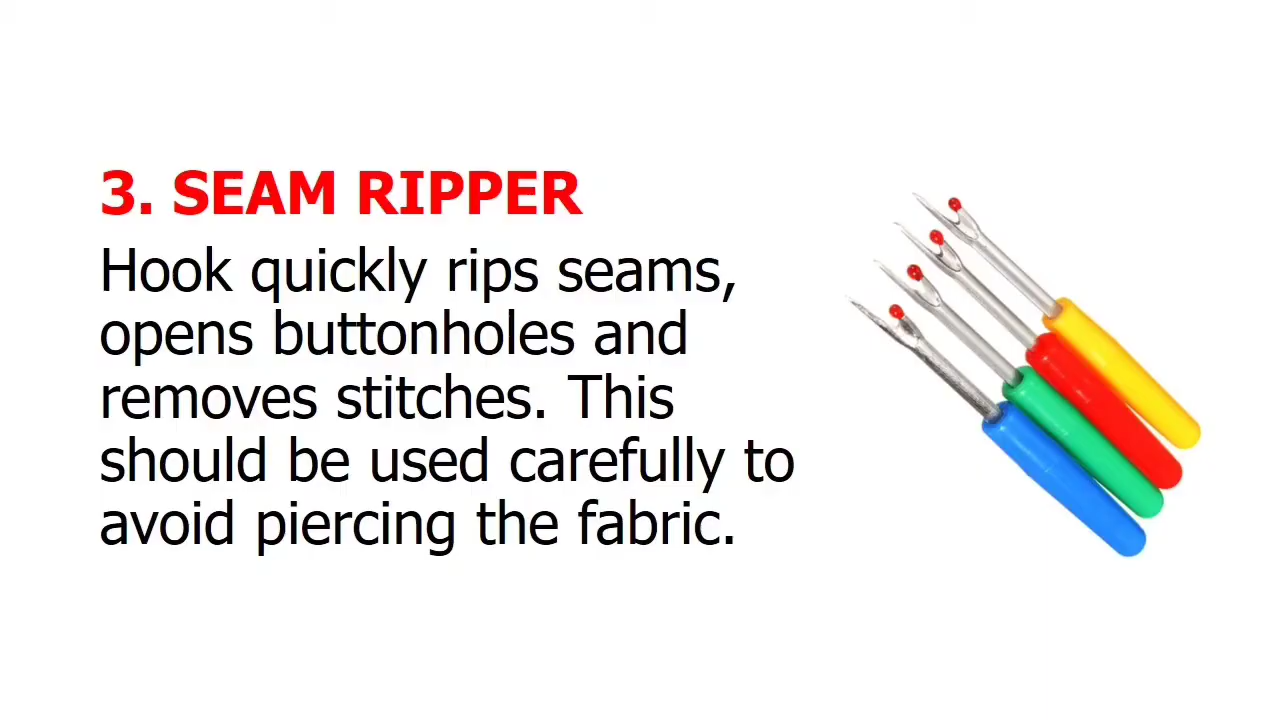 3. SEAM RIPPER
Hook quickly rips seams,
opens buttonholes and
removes stitches. This
should be used carefully to
avoid piercing the fabric.